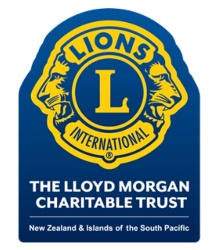 LIONS
L
INTERNATIONAL
®
THE LLOYD MORGAN
CHARITABLE TRUST
New Zealand & Islands of the South Pacific